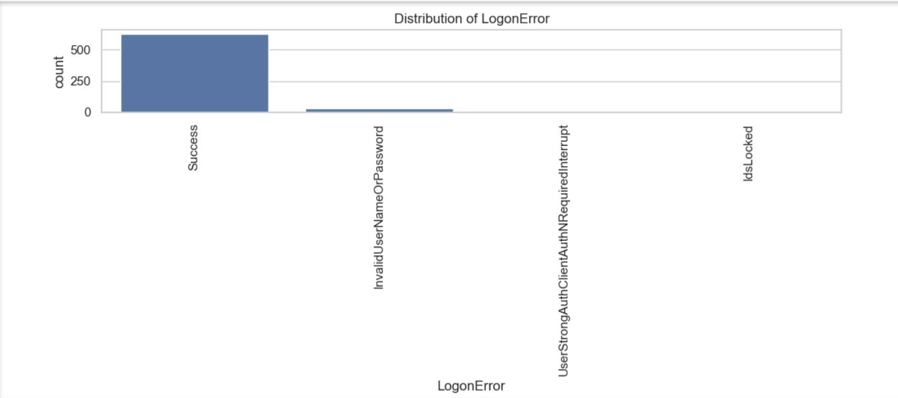 Distribution of LogonError
count
500
250
0
Success
InvalidUserNameOrPassword
UserStrongAuthClientAuthNRequiredInterrupt
IdsLocked
LogonError